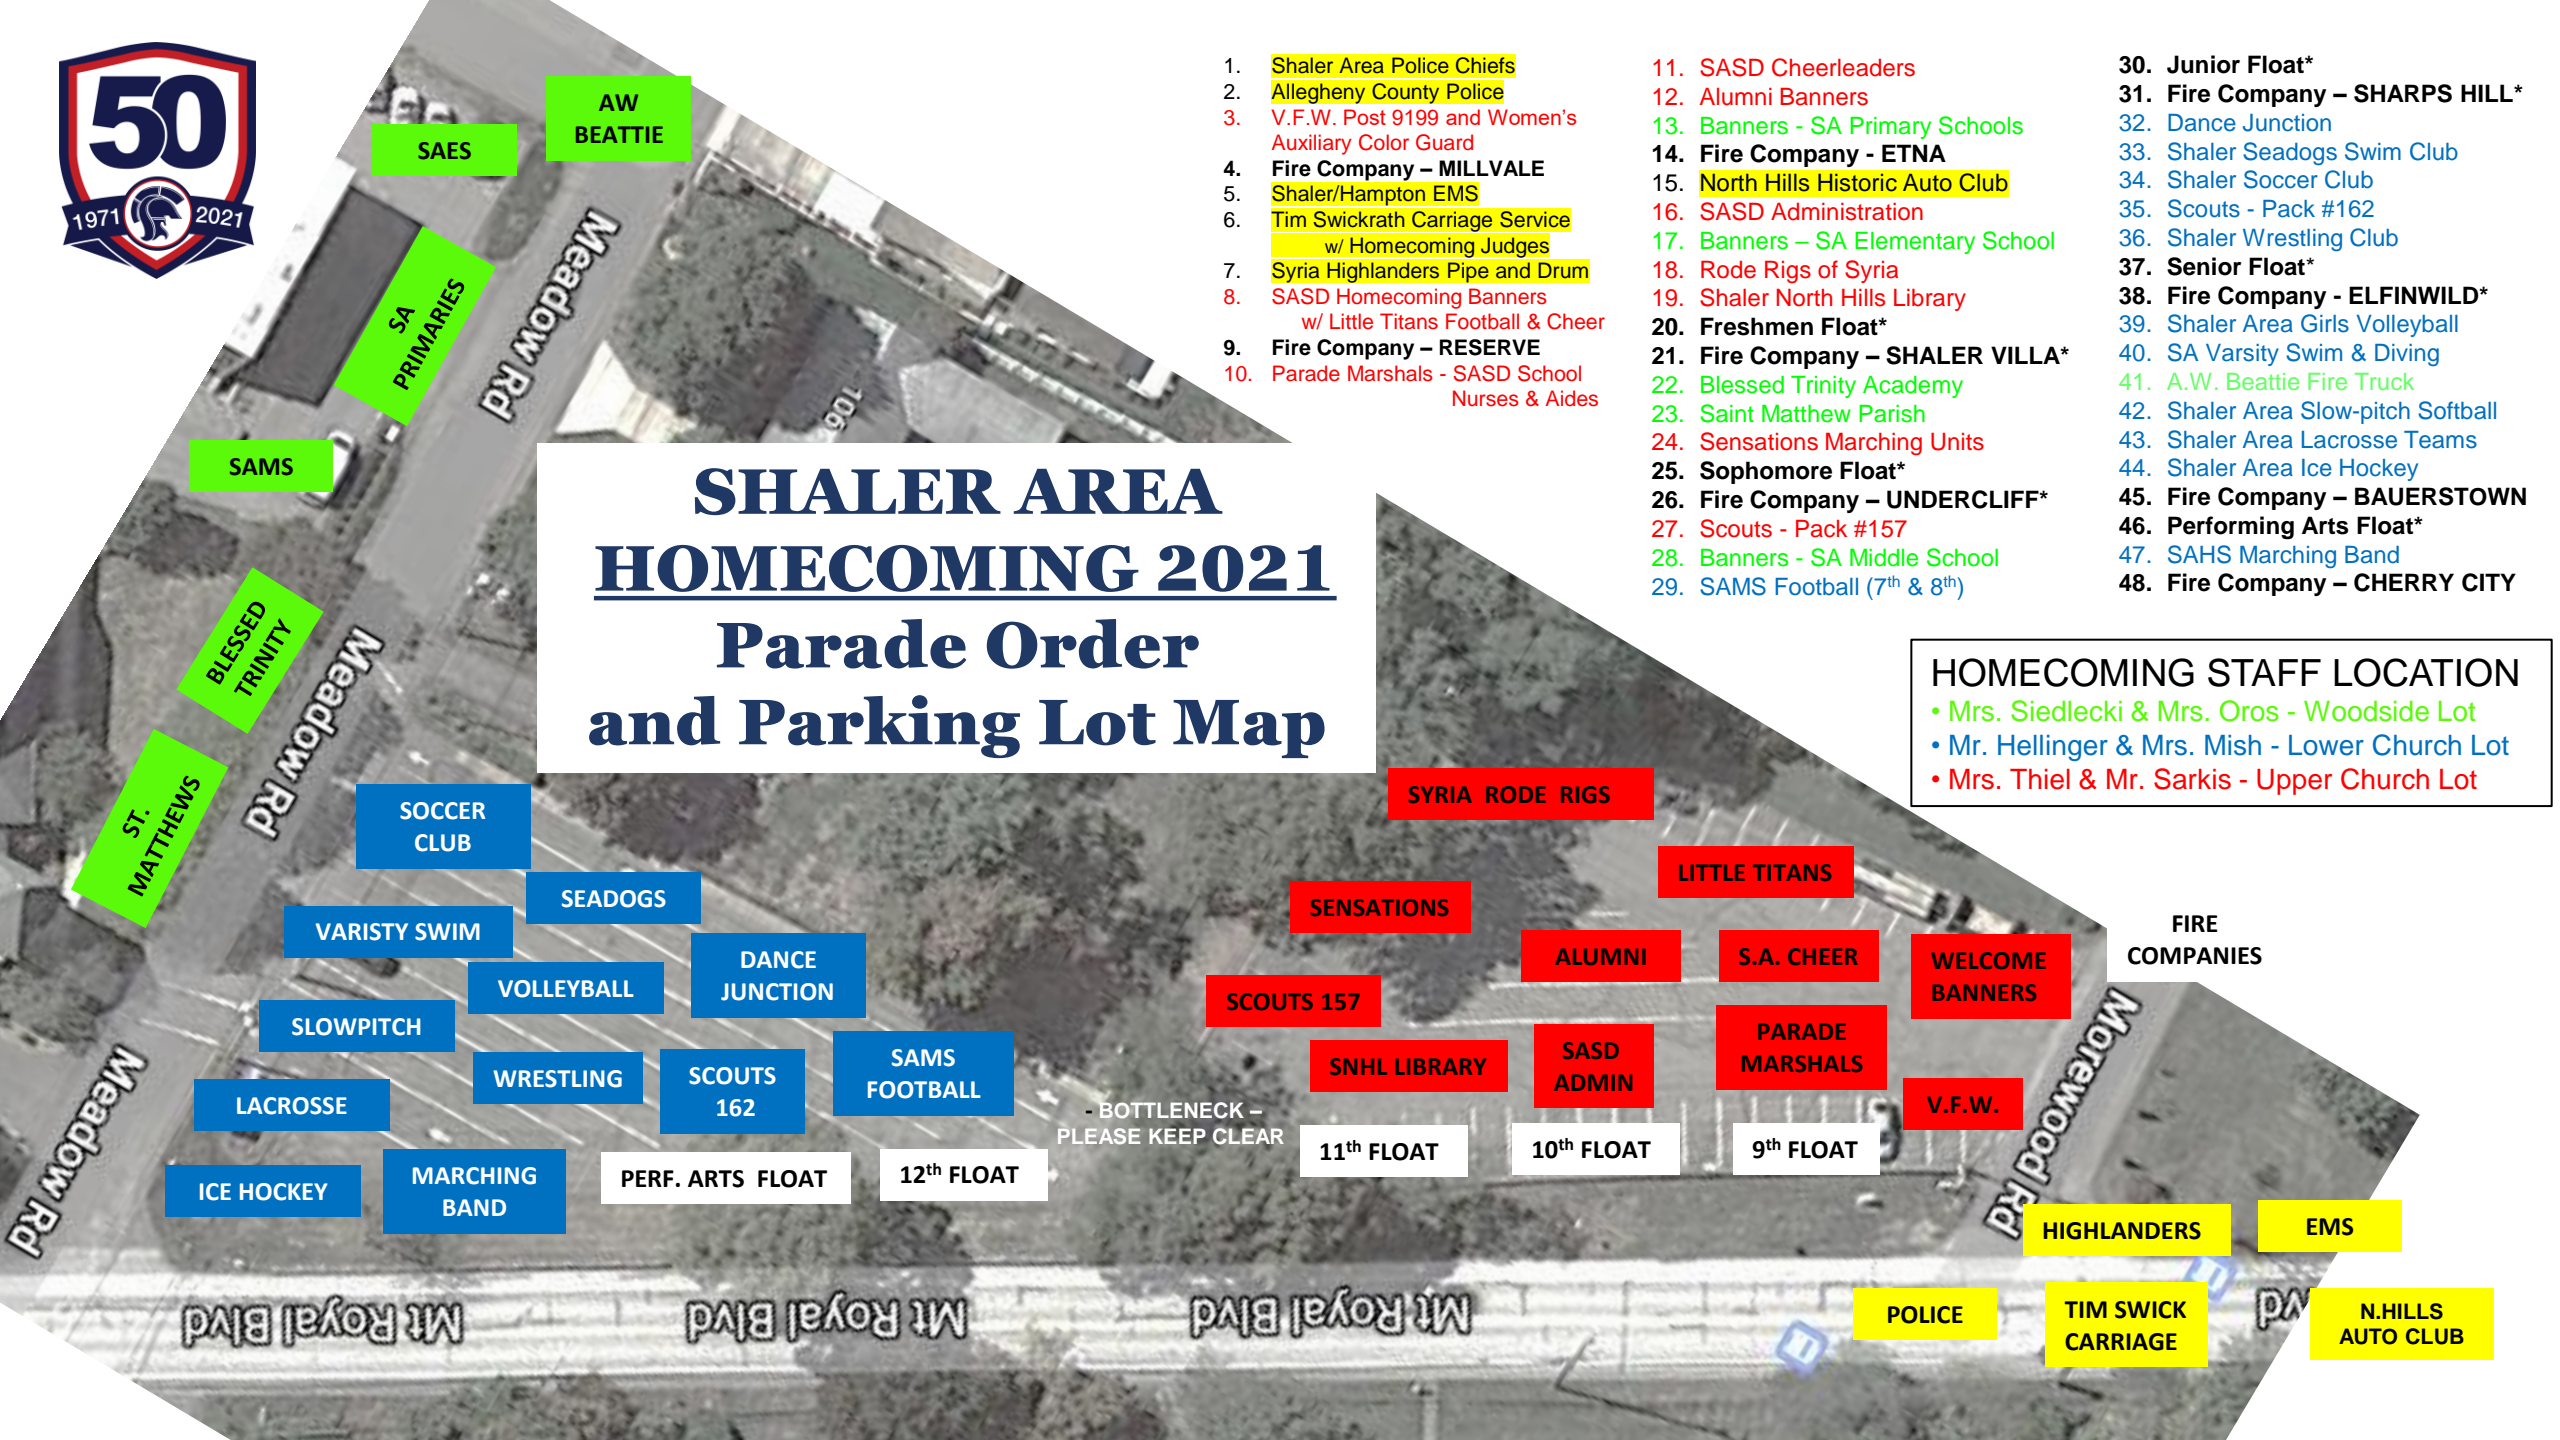 50
1971
2021
1. Shaler Area Police Chiefs
2. Allegheny County Police
3. V.F.W. Post 9199 and Women’s
Auxiliary Color Guard
4. Fire Company – MILLVALE
5. Shaler/Hampton EMS
6. Tim Swickrath Carriage Service
w/ Homecoming Judges
7. Syria Highlanders Pipe and Drum
8. SASD Homecoming Banners
w/ Little Titans Football & Cheer
9. Fire Company – RESERVE
10. Parade Marshals - SASD School
Nurses & Aides
11. SASD Cheerleaders
12. Alumni Banners
13. Banners - SA Primary Schools
14. Fire Company - ETNA
15. North Hills Historic Auto Club
16. SASD Administration
17. Banners – SA Elementary School
18. Rode Rigs of Syria
19. Shaler North Hills Library
20. Freshmen Float*
21. Fire Company – SHALER VILLA*
22. Blessed Trinity Academy
23. Saint Matthew Parish
24. Sensations Marching Units
25. Sophomore Float*
26. Fire Company – UNDERCLIFF*
27. Scouts - Pack #157
28. Banners - SA Middle School
29. SAMS Football (7th & 8th)
30. Junior Float*
31. Fire Company – SHARPS HILL*
32. Dance Junction
33. Shaler Seadogs Swim Club
34. Shaler Soccer Club
35. Scouts - Pack #162
36. Shaler Wrestling Club
37. Senior Float*
38. Fire Company - ELFINWILD*
39. Shaler Area Girls Volleyball
40. SA Varsity Swim & Diving
41. A.W. Beattie Fire Truck
42. Shaler Area Slow-pitch Softball
43. Shaler Area Lacrosse Teams
44. Shaler Area Ice Hockey
45. Fire Company – BAUERSTOWN
46. Performing Arts Float*
47. SAHS Marching Band
48. Fire Company – CHERRY CITY
SHALER AREA
HOMECOMING 2021
Parade Order
and Parking Lot Map
HOMECOMING STAFF LOCATION
• Mrs. Siedlecki & Mrs. Oros - Woodside Lot
• Mr. Hellinger & Mrs. Mish - Lower Church Lot
• Mrs. Thiel & Mr. Sarkis - Upper Church Lot
AW
BEATTIE
SAES
SA
PRIMARIES
Meadow Rd
106
SAMS
BLESSED
TRINITY
Meadow Rd
ST.
MATTHEWS
SOCCER
CLUB
SEADOGS
VARISTY SWIM
DANCE
JUNCTION
VOLLEYBALL
SLOWPITCH
WRESTLING
SCOUTS
162
SAMS
FOOTBALL
LACROSSE
Meadow Rd
ICE HOCKEY
MARCHING
BAND
PERF. ARTS FLOAT
12th FLOAT
- BOTTLENECK –
PLEASE KEEP CLEAR
SYRIA RODE RIGS
LITTLE TITANS
SENSATIONS
ALUMNI
S.A. CHEER
WELCOME
BANNERS
FIRE
COMPANIES
SCOUTS 157
SNHL LIBRARY
SASD
ADMIN
PARADE
MARSHALS
V.F.W.
11th FLOAT
10th FLOAT
9th FLOAT
Morewood Rd
HIGHLANDERS
EMS
POLICE
TIM SWICK
CARRIAGE
N.HILLS
AUTO CLUB
Mt Royal Blvd
Mt Royal Blvd
Mt Royal Blvd
vd